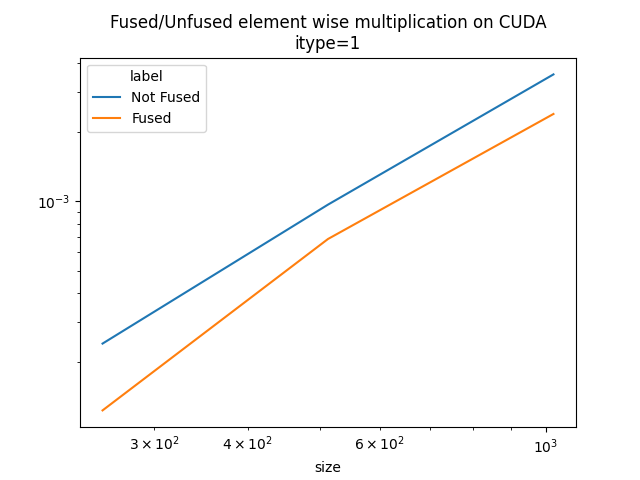 Fused/Unfused element wise multiplication on CUDA
itype=1
label
Not Fused
Fused
10⁻³
3 × 10² 4 × 10² 6 × 10² 10³
size